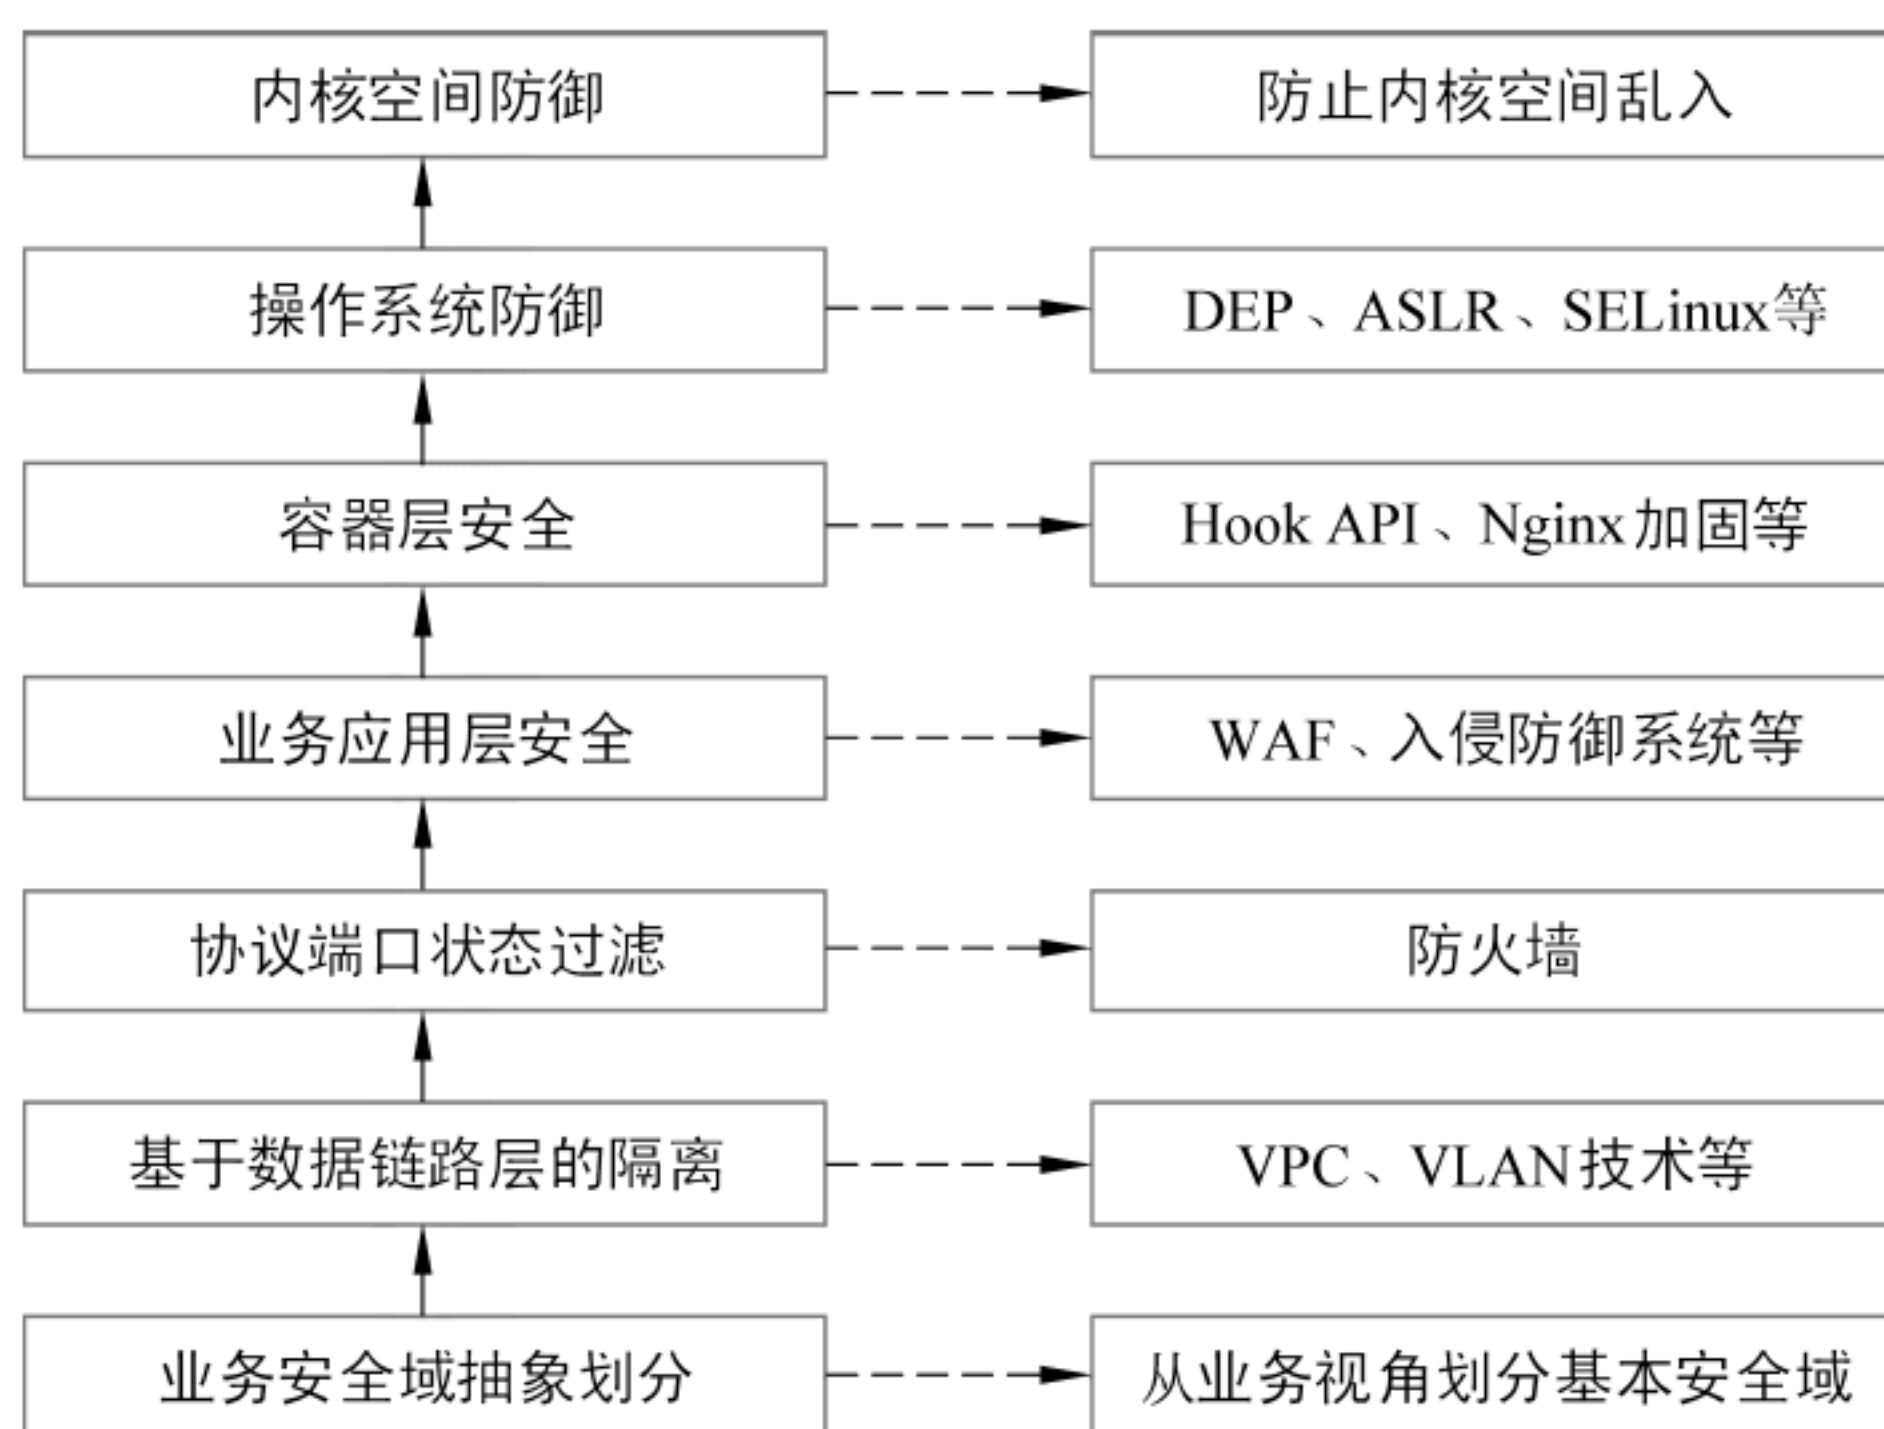 内核空间防御
防止内核空间乱入
操作系统防御
DEP、ASLR、SELinux等
容器层安全
Hook API、Nginx加固等
业务应用层安全
WAF、入侵防御系统等
协议端口状态过滤
防火墙
基于数据链路层的隔离
VPC、VLAN技术等
业务安全域抽象划分
从业务视角划分基本安全域